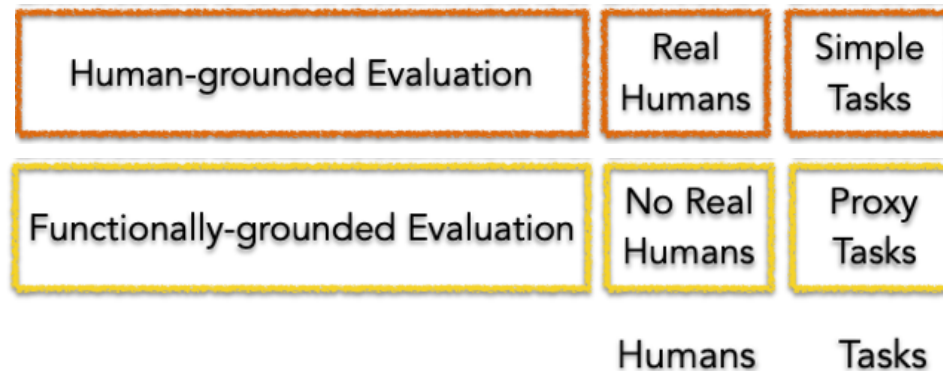 Human-grounded Evaluation
Real
Humans
Simple
Tasks
Functionally-grounded Evaluation
No Real
Humans
Proxy
Tasks
Humans
Tasks